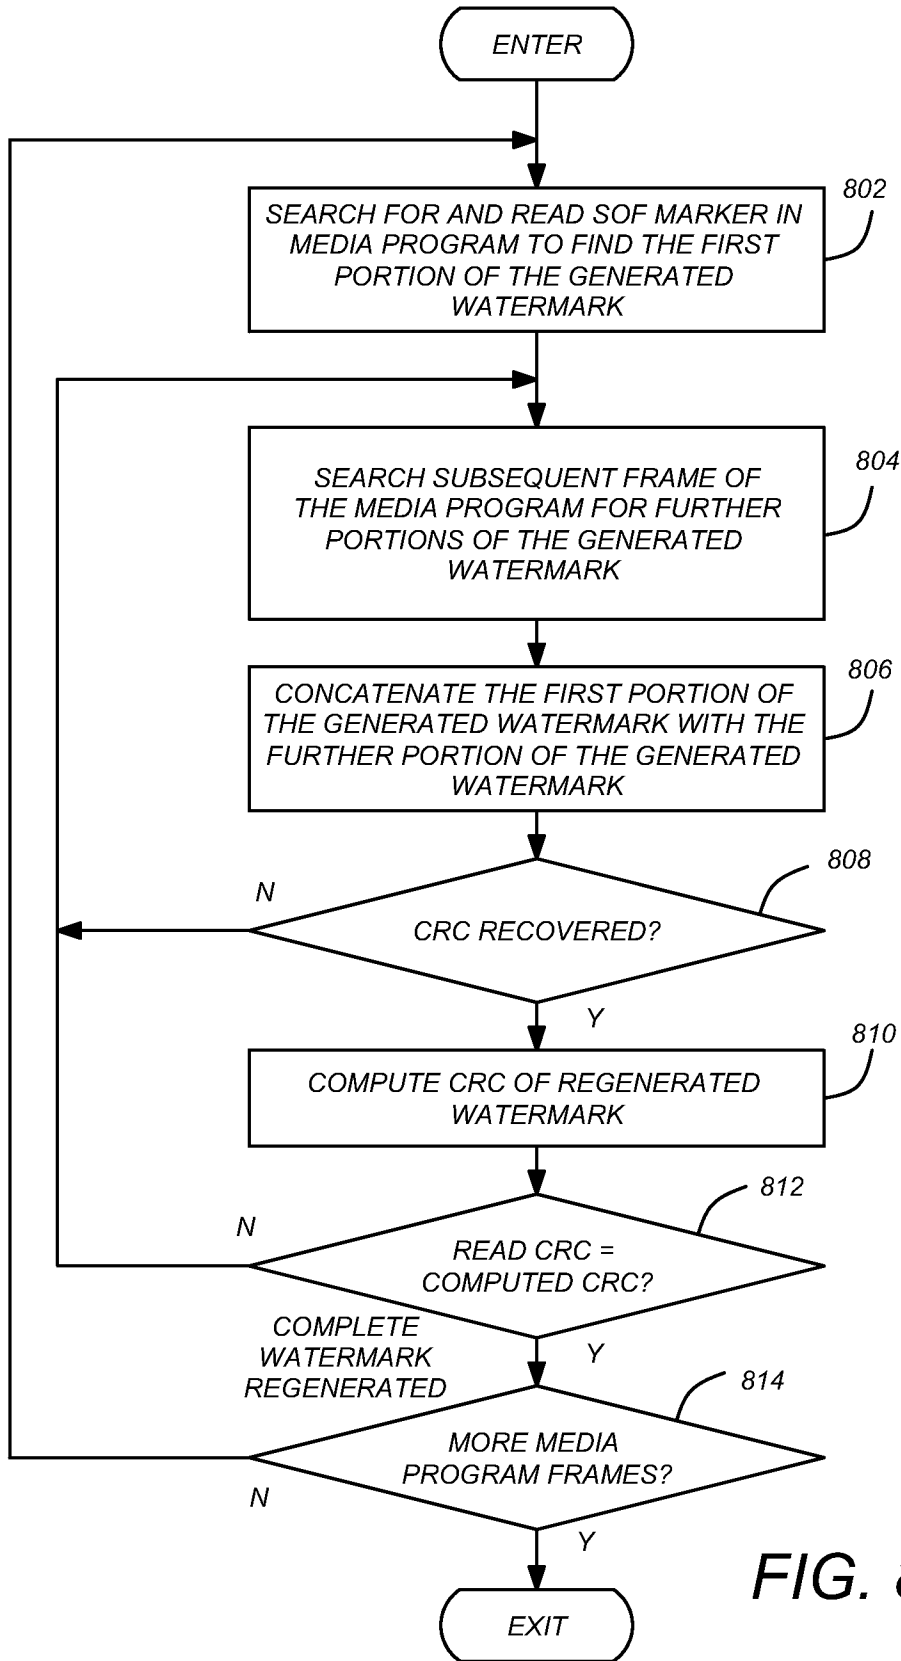 ENTER
802
SEARCH FOR AND READ SOF MARKER IN
MEDIA PROGRAM TO FIND THE FIRST
PORTION OF THE GENERATED
WATERMARK
804
SEARCH SUBSEQUENT FRAME OF
THE MEDIA PROGRAM FOR FURTHER
PORTIONS OF THE GENERATED
WATERMARK
806
CONCATENATE THE FIRST PORTION OF
THE GENERATED WATERMARK WITH THE
FURTHER PORTION OF THE GENERATED
WATERMARK
808
N
CRC RECOVERED?
Y
810
COMPUTE CRC OF REGENERATED
WATERMARK
812
N
READ CRC =
COMPUTED CRC?
COMPLETE
WATERMARK
REGENERATED
Y
814
MORE MEDIA
PROGRAM FRAMES?
N
Y
EXIT
FIG.